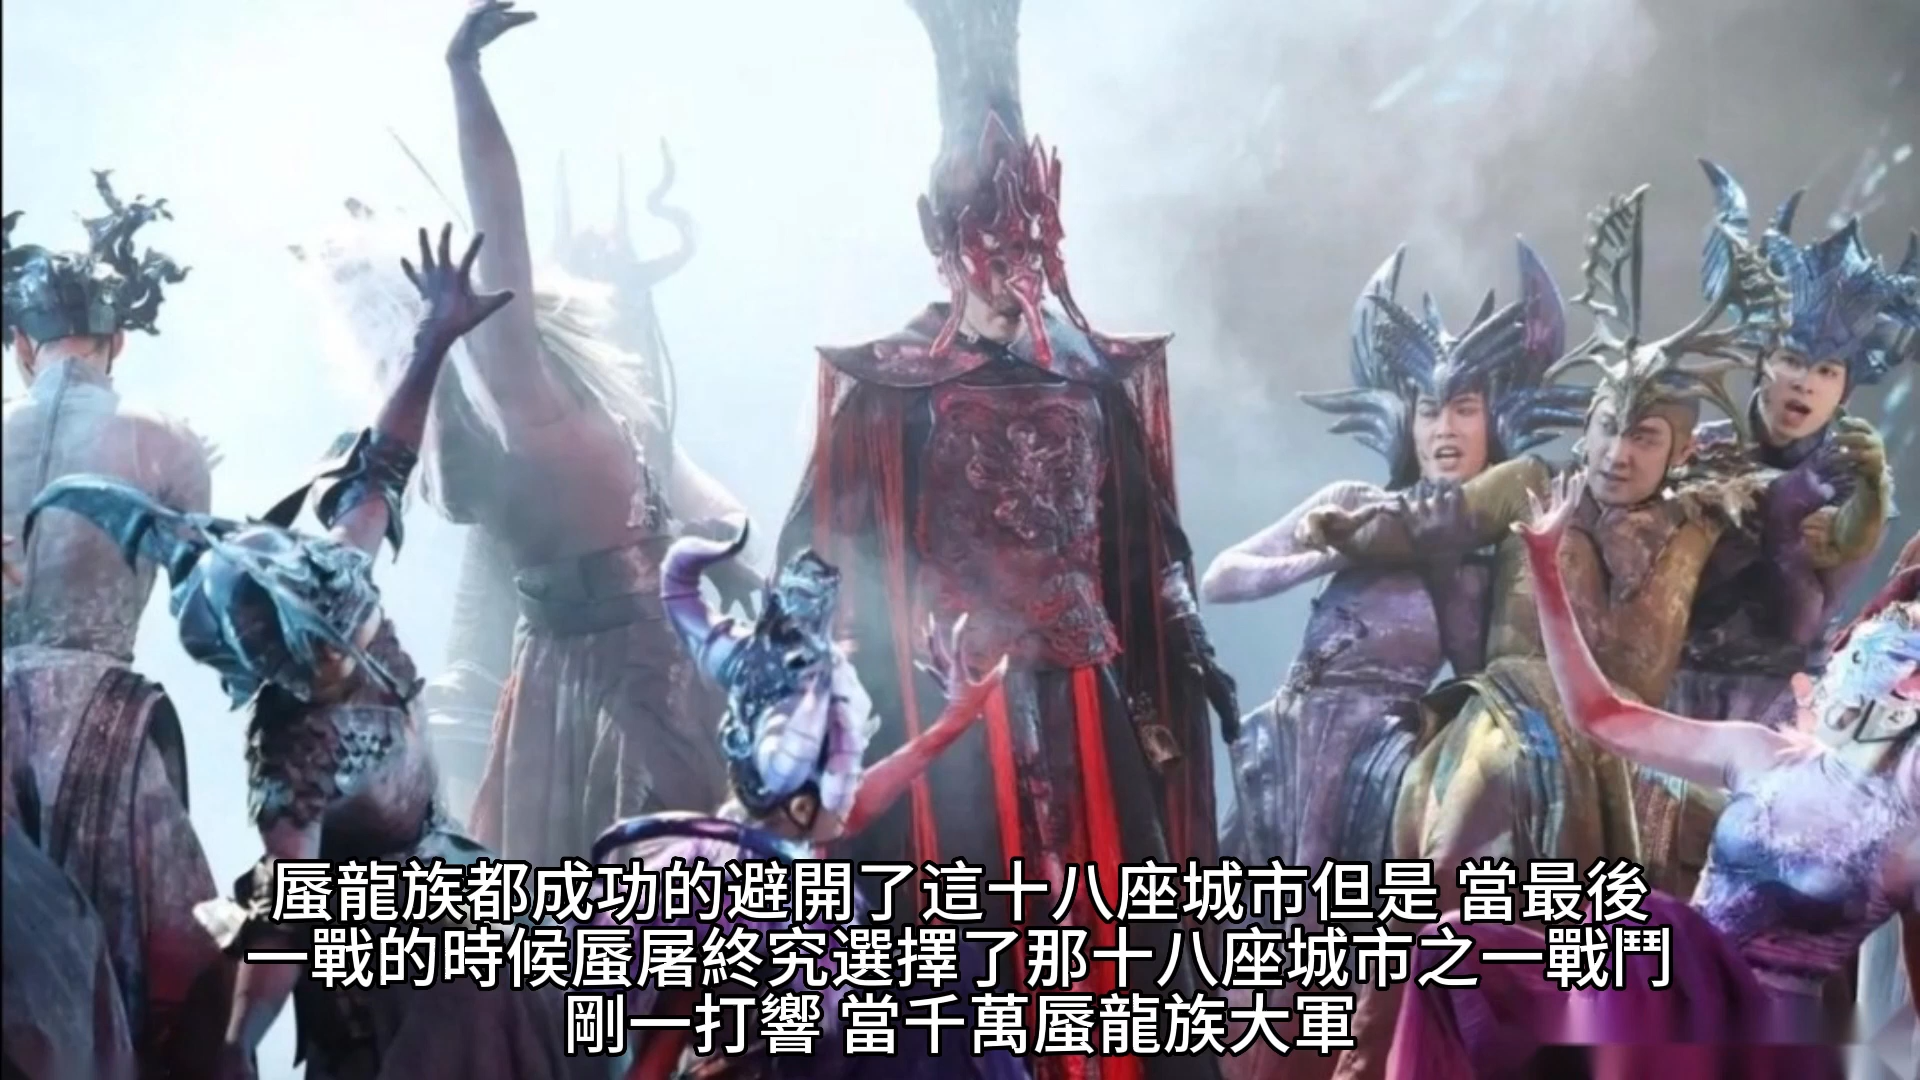 蜃龍族都成功的避開了這十八座城市但是 當最後
一戰的時候蜃屠終究選擇了那十八座城市之一戰鬥
剛一打響 當千萬蜃龍族大軍